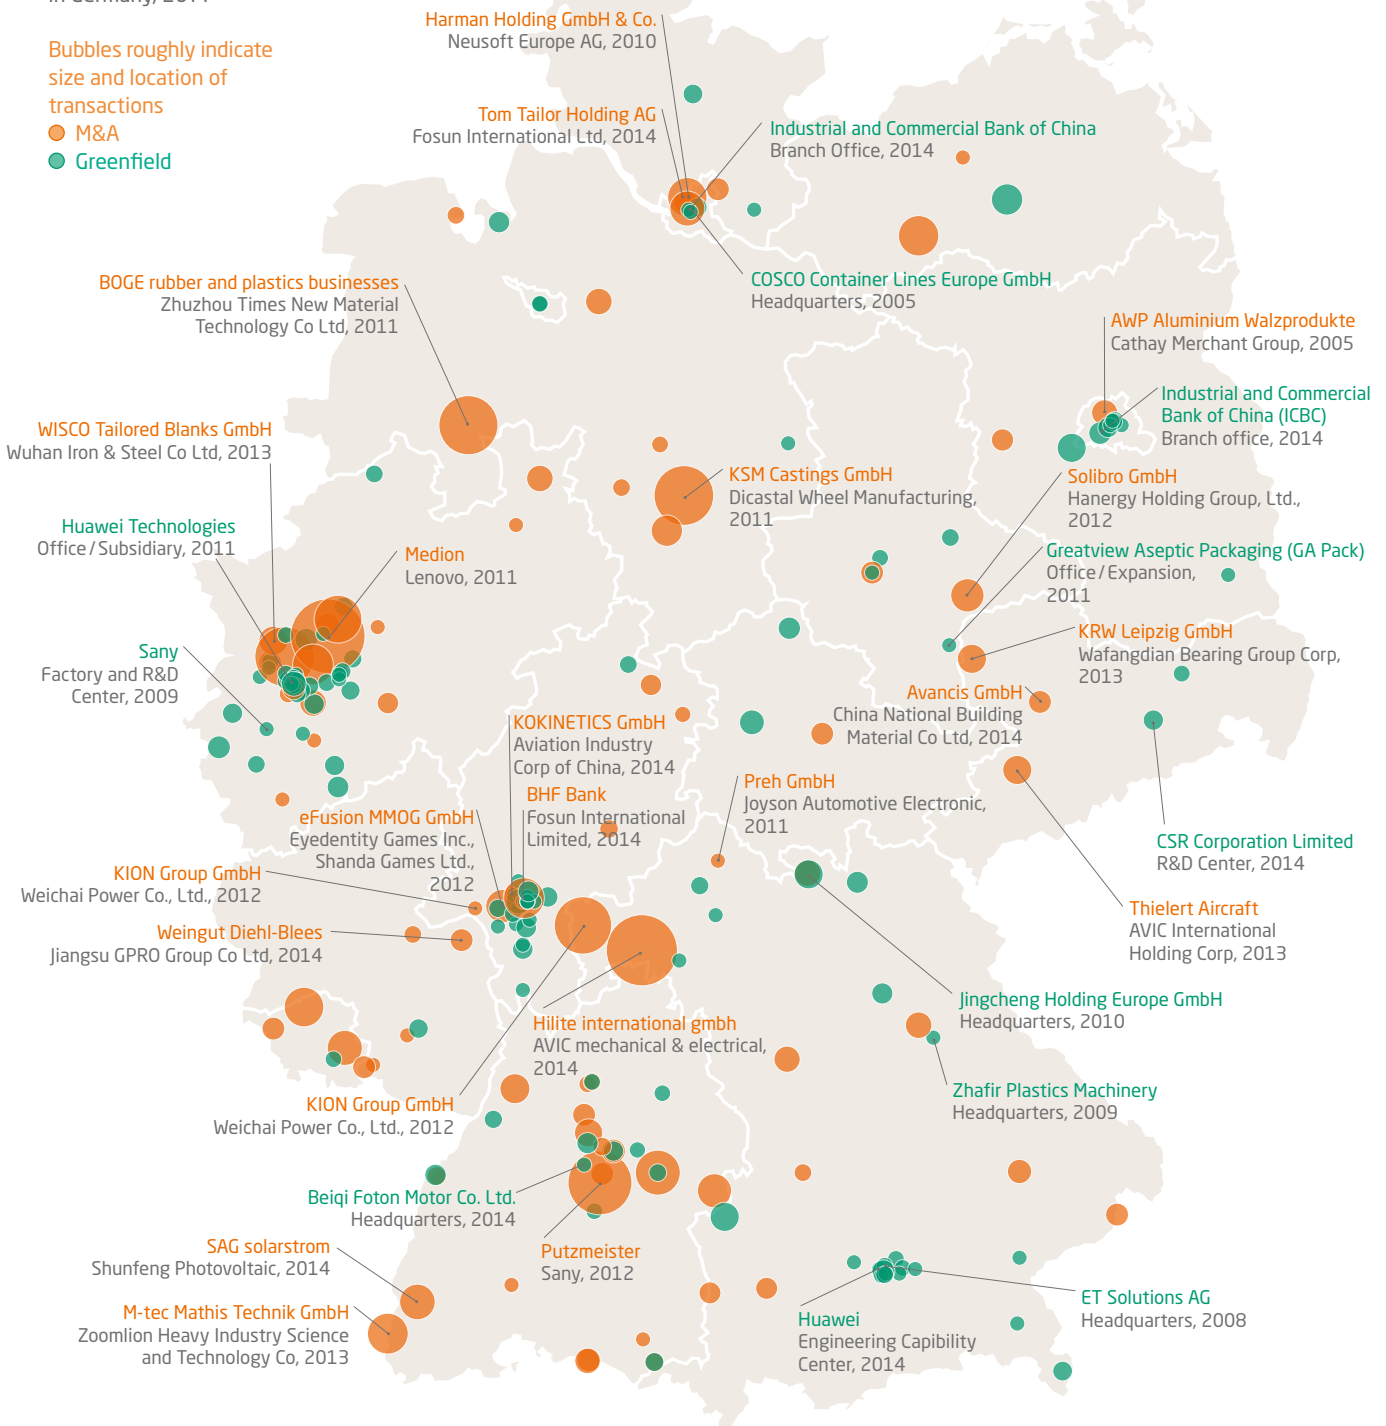 Bubbles roughly indicate
size and location of
transactions
M&A
Greenfield
Harman Holding GmbH & Co.
Neusoft Europe AG, 2010
Tom Tailor Holding AG
Fosun International Ltd, 2014
Industrial and Commercial Bank of China
Branch Office, 2014
COSCO Container Lines Europe GmbH
Headquarters, 2005
BOGE rubber and plastics businesses
Zhuzhou Times New Material
Technology Co Ltd, 2011
AWP Aluminium Walzprodukte
Cathay Merchant Group, 2005
Industrial and Commercial
Bank of China (ICBC)
Branch office, 2014
WISCO Tailored Blanks GmbH
Wuhan Iron & Steel Co Ltd, 2013
KSM Castings GmbH
Dicastal Wheel Manufacturing,
2011
Solibro GmbH
Hanergy Holding Group, Ltd.,
2012
Huawei Technologies
Office/Subsidiary, 2011
Medion
Lenovo, 2011
Greatview Aseptic Packaging (GA Pack)
Office/Expansion,
2011
KRW Leipzig GmbH
Wafangdian Bearing Group Corp,
2013
Sany
Factory and R&D
Center, 2009
Avancis GmbH
China National Building
Material Co Ltd, 2014
KOKINETICS GmbH
Aviation Industry
Corp of China, 2014
BHF Bank
Fosun International
Limited, 2014
Preh GmbH
Joyson Automotive Electronic,
2011
eFusion MMOG GmbH
Eyedentity Games Inc.,
Shanda Games Ltd.,
2012
CSR Corporation Limited
R&D Center, 2014
KION Group GmbH
Weichai Power Co., Ltd., 2012
Thielert Aircraft
AVIC International
Holding Corp, 2013
Weingut Diehl-Blees
Jiangsu GPRO Group Co Ltd, 2014
Jingcheng Holding Europe GmbH
Headquarters, 2010
Hilite international gmbh
AVIC mechanical & electrical,
2014
Zhafir Plastics Machinery
Headquarters, 2009
KION Group GmbH
Weichai Power Co., Ltd., 2012
Beiqi Foton Motor Co. Ltd.
Headquarters, 2014
SAG solarstrom
Shunfeng Photovoltaic, 2014
Putzmeister
Sany, 2012
M-tec Mathis Technik GmbH
Zoomlion Heavy Industry Science
and Technology Co, 2013
Huawei
Engineering Capibility
Center, 2014
ET Solutions AG
Headquarters, 2008